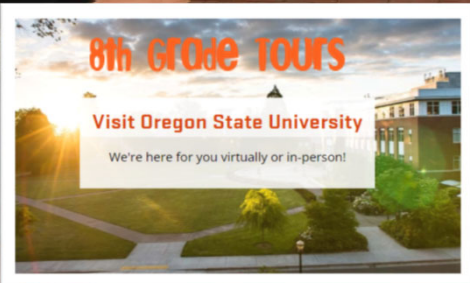 8th Grade Tours
Visit Oregon State University
We're here for you virtually or in-person!